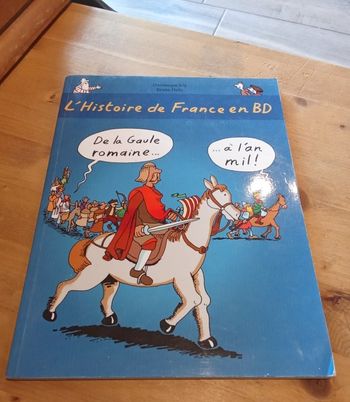 L'Histoire de France en BD
De la Gaule
romaine...
... à l'an
mil!